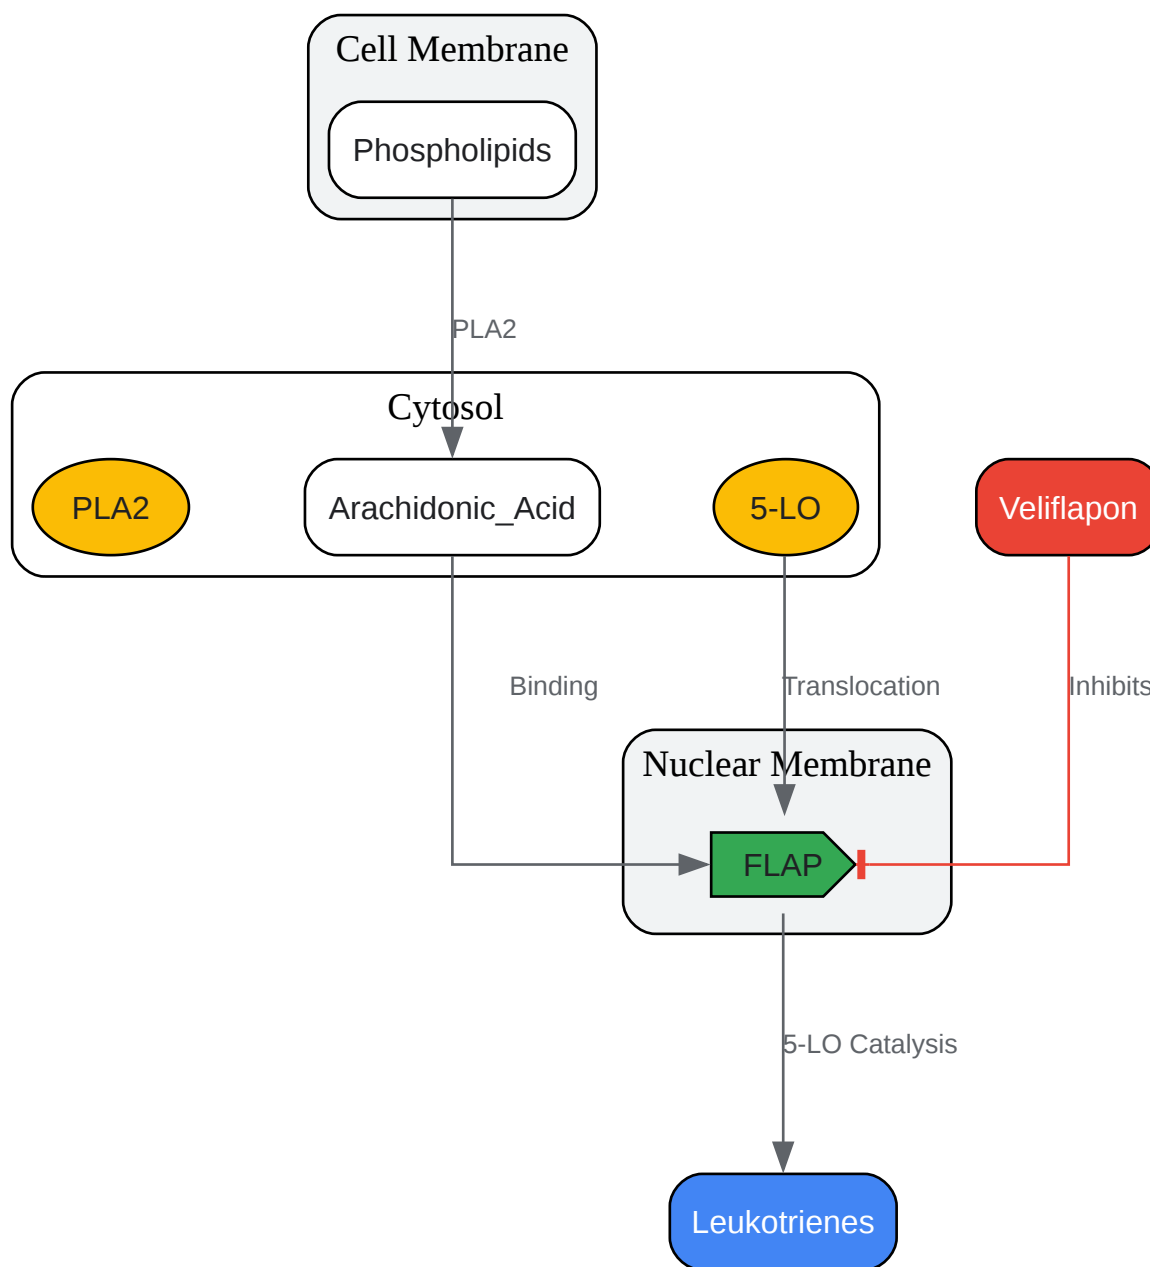 Cell Membrane
Phospholipids
PLA2
Cytosol
PLA2
Arachidonic_Acid
5-LO
Veliflapon
Binding
Translocation
Inhibits
Nuclear Membrane
FLAP
5-LO Catalysis
Leukotrienes